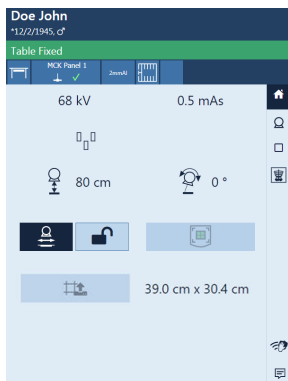 Doe John
*12/2/1945, ♂
Table Fixed
MCK Panel 1
2mmAl
68 kV
0.5 mAs
80 cm
0 °
39.0 cm x 30.4 cm